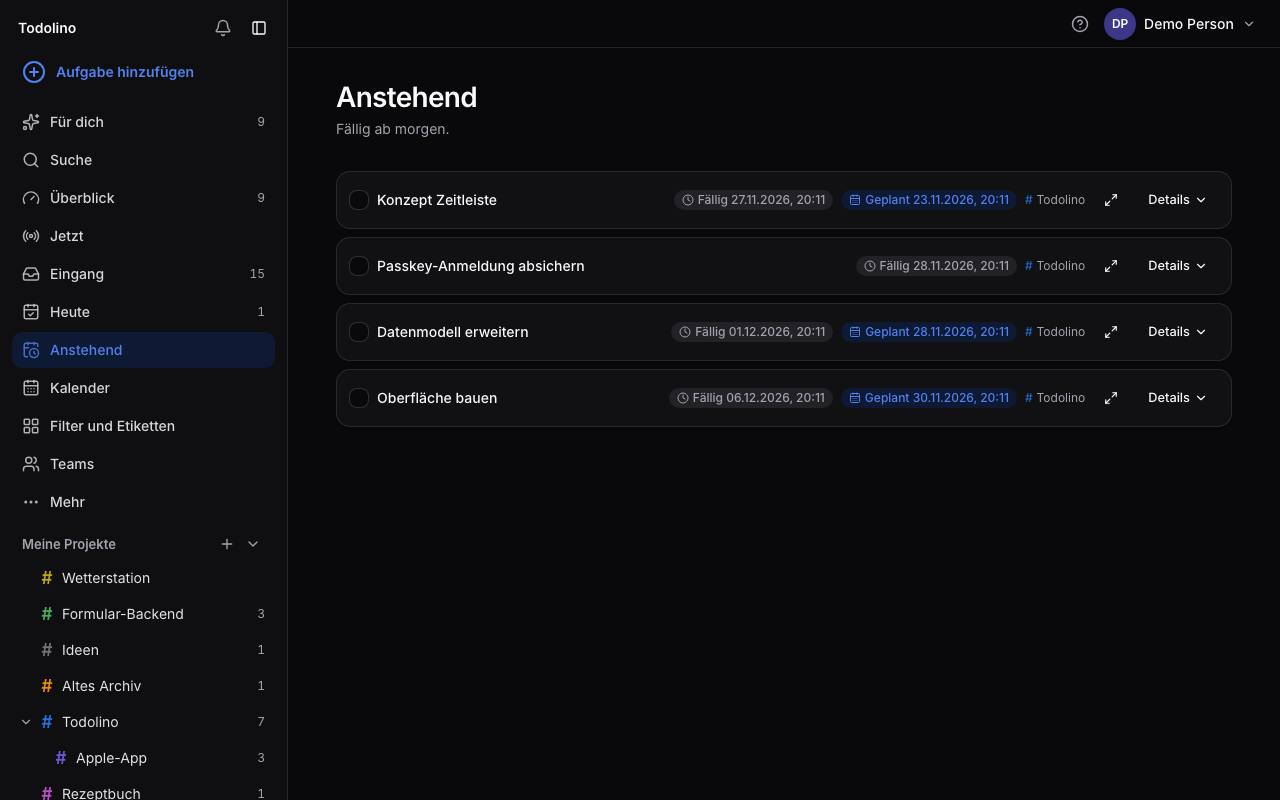 Todolino
Aufgabe hinzufügen
Für dich 9
Suche
Überblick 9
Jetzt
Eingang 15
Heute 1
Anstehend
Kalender
Filter und Etiketten
Teams
Mehr
Meine Projekte
# Wetterstation
# Formular-Backend 3
# Ideen 1
# Altes Archiv 1
# Todolino 7
# Apple-App 3
# Rezeptbuch 1
DP Demo Person
Anstehend
Fällig ab morgen.
Konzept Zeitleiste Fällig 27.11.2026, 20:11 Geplant 23.11.2026, 20:11 # Todolino Details
Passkey-Anmeldung absichern Fällig 28.11.2026, 20:11 # Todolino Details
Datenmodell erweitern Fällig 01.12.2026, 20:11 Geplant 28.11.2026, 20:11 # Todolino Details
Oberfläche bauen Fällig 06.12.2026, 20:11 Geplant 30.11.2026, 20:11 # Todolino Details